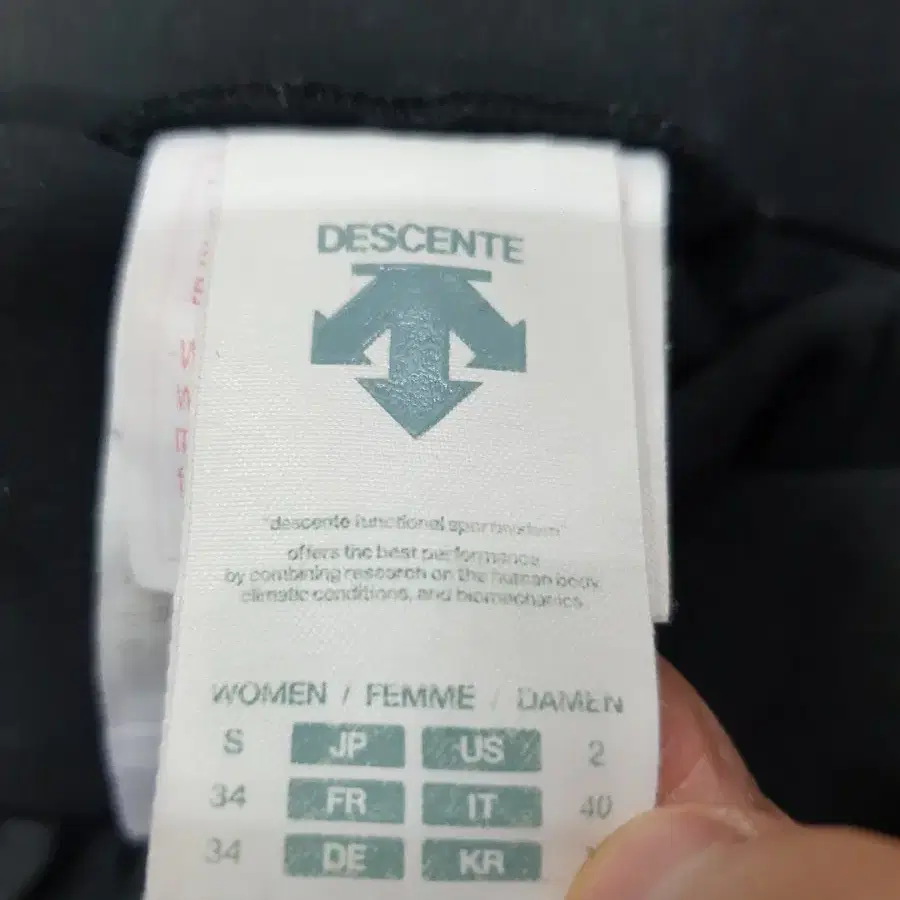 DESCENTE
"descente functional sportmodern"
offers the best performance
by combining research on the human body,
climatic conditions, and biomechanics
WOMEN / FEMME / DAMEN
S JP US 2
34 FR IT 40
34 DE KR